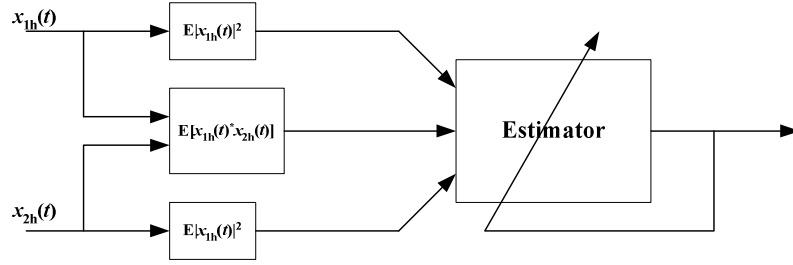 x1h(t)
E|x1h(t)|2
E[x1h(t)*x2h(t)]
Estimator
x2h(t)
E|x1h(t)|2